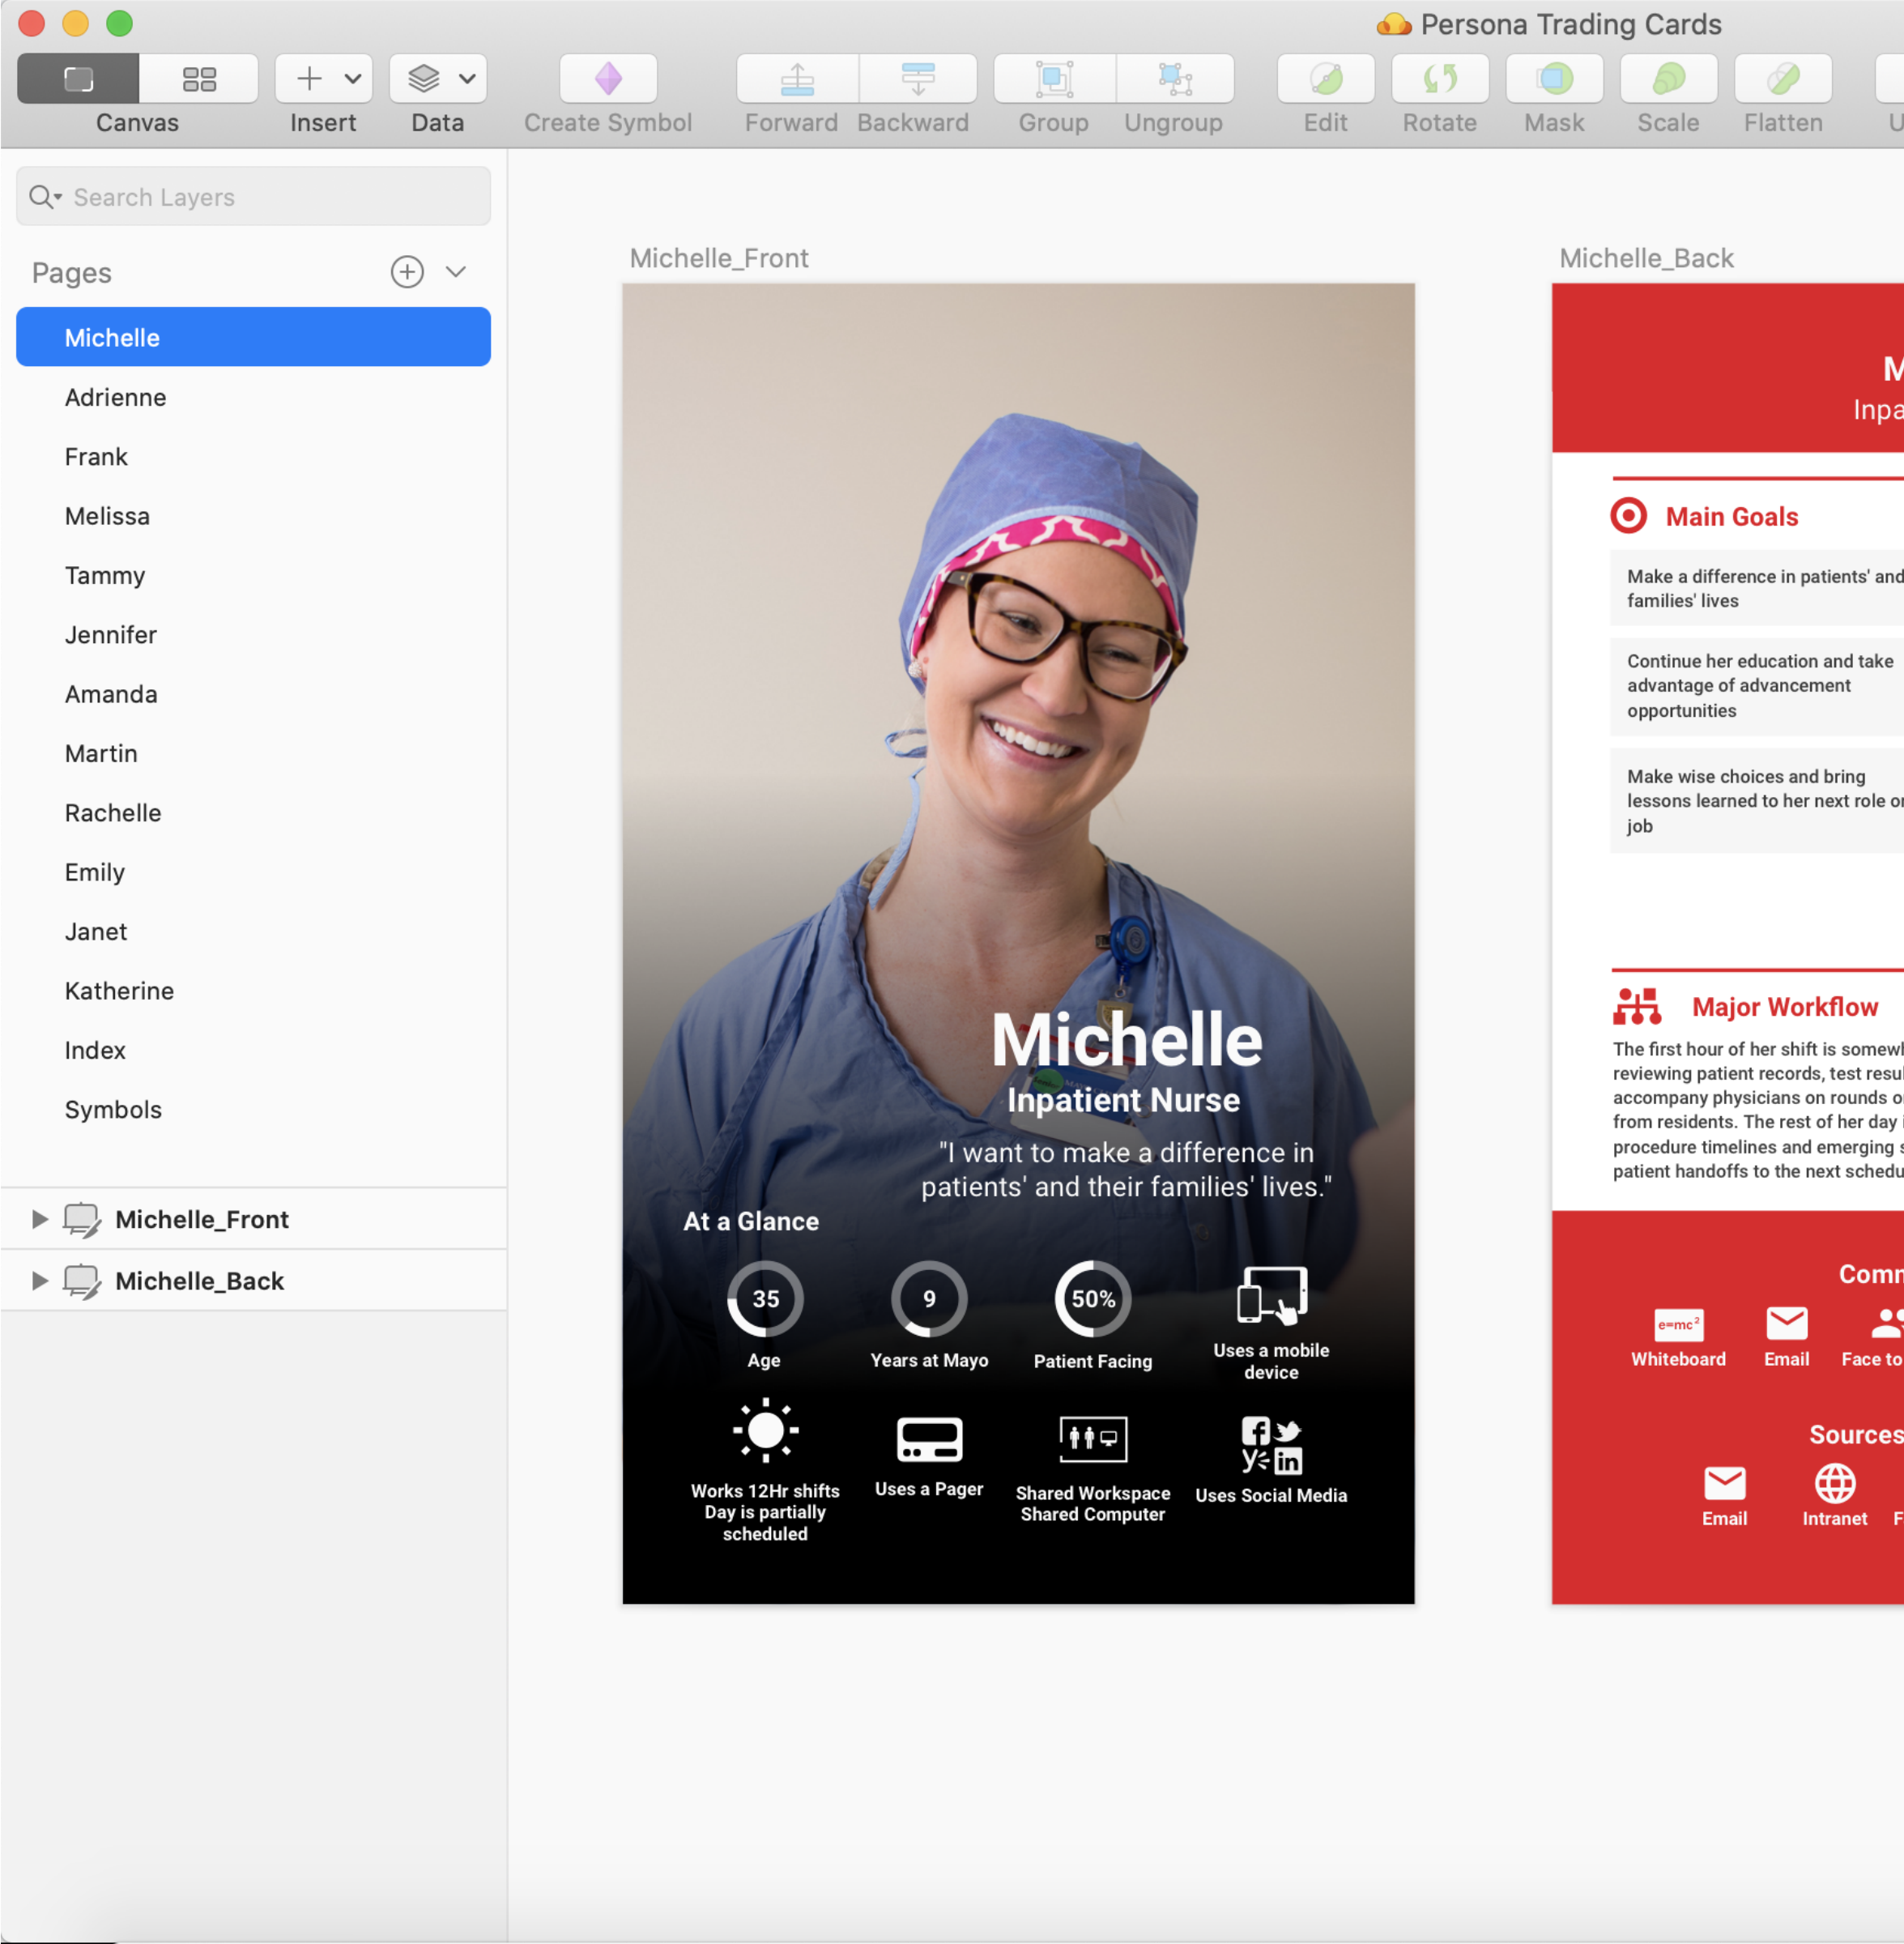 Persona Trading Cards
Canvas
Insert
Data
Create Symbol
Forward
Backward
Group
Ungroup
Edit
Rotate
Mask
Scale
Flatten
Search Layers
Pages
Michelle
Adrienne
Frank
Melissa
Tammy
Jennifer
Amanda
Martin
Rachelle
Emily
Janet
Katherine
Index
Symbols
Michelle_Front
Michelle_Back
Michelle_Front
Michelle
Inpatient Nurse
"I want to make a difference in
patients' and their families' lives."
At a Glance
35
Age
9
Years at Mayo
50%
Patient Facing
Uses a mobile
device
Works 12Hr shifts
Day is partially
scheduled
Uses a Pager
Shared Workspace
Shared Computer
Uses Social Media
Michelle_Back
Main Goals
Make a difference in patients' and
families' lives
Continue her education and take
advantage of advancement
opportunities
Make wise choices and bring
lessons learned to her next role or
job
Major Workflow
The first hour of her shift is
reviewing patient records, test
accompany physicians on rounds
from residents. The rest of her day
procedure timelines and emerging
patient handoffs to the next
e=mc²
Whiteboard
Email
Face to
Sources
Email
Intranet